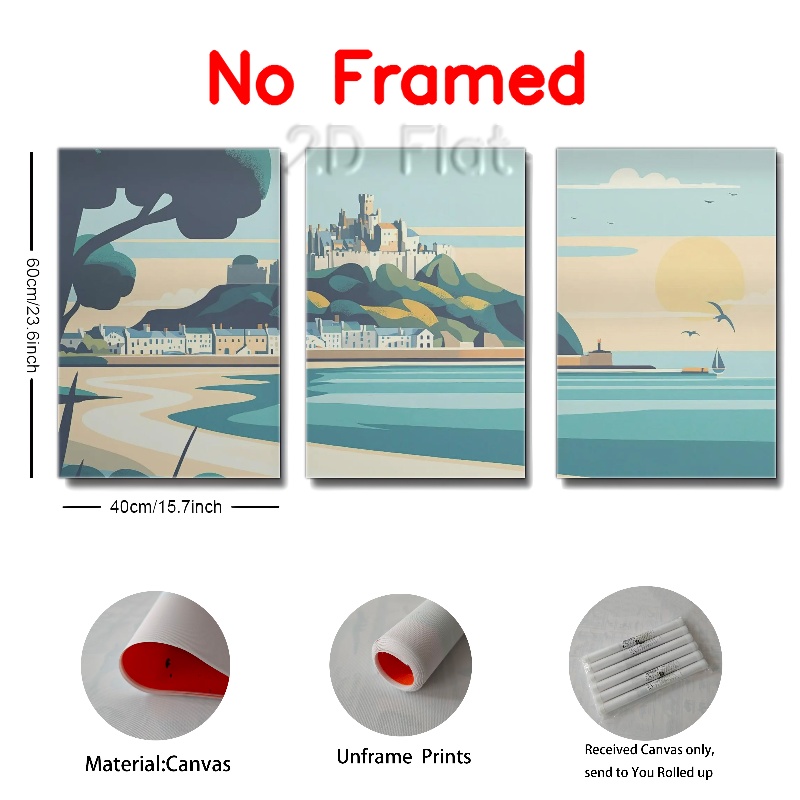 No Framed
2D Flat
60cm/23.6inch
40cm/15.7inch
Material:Canvas
Unframe Prints
Received Canvas only,
send to You Rolled up